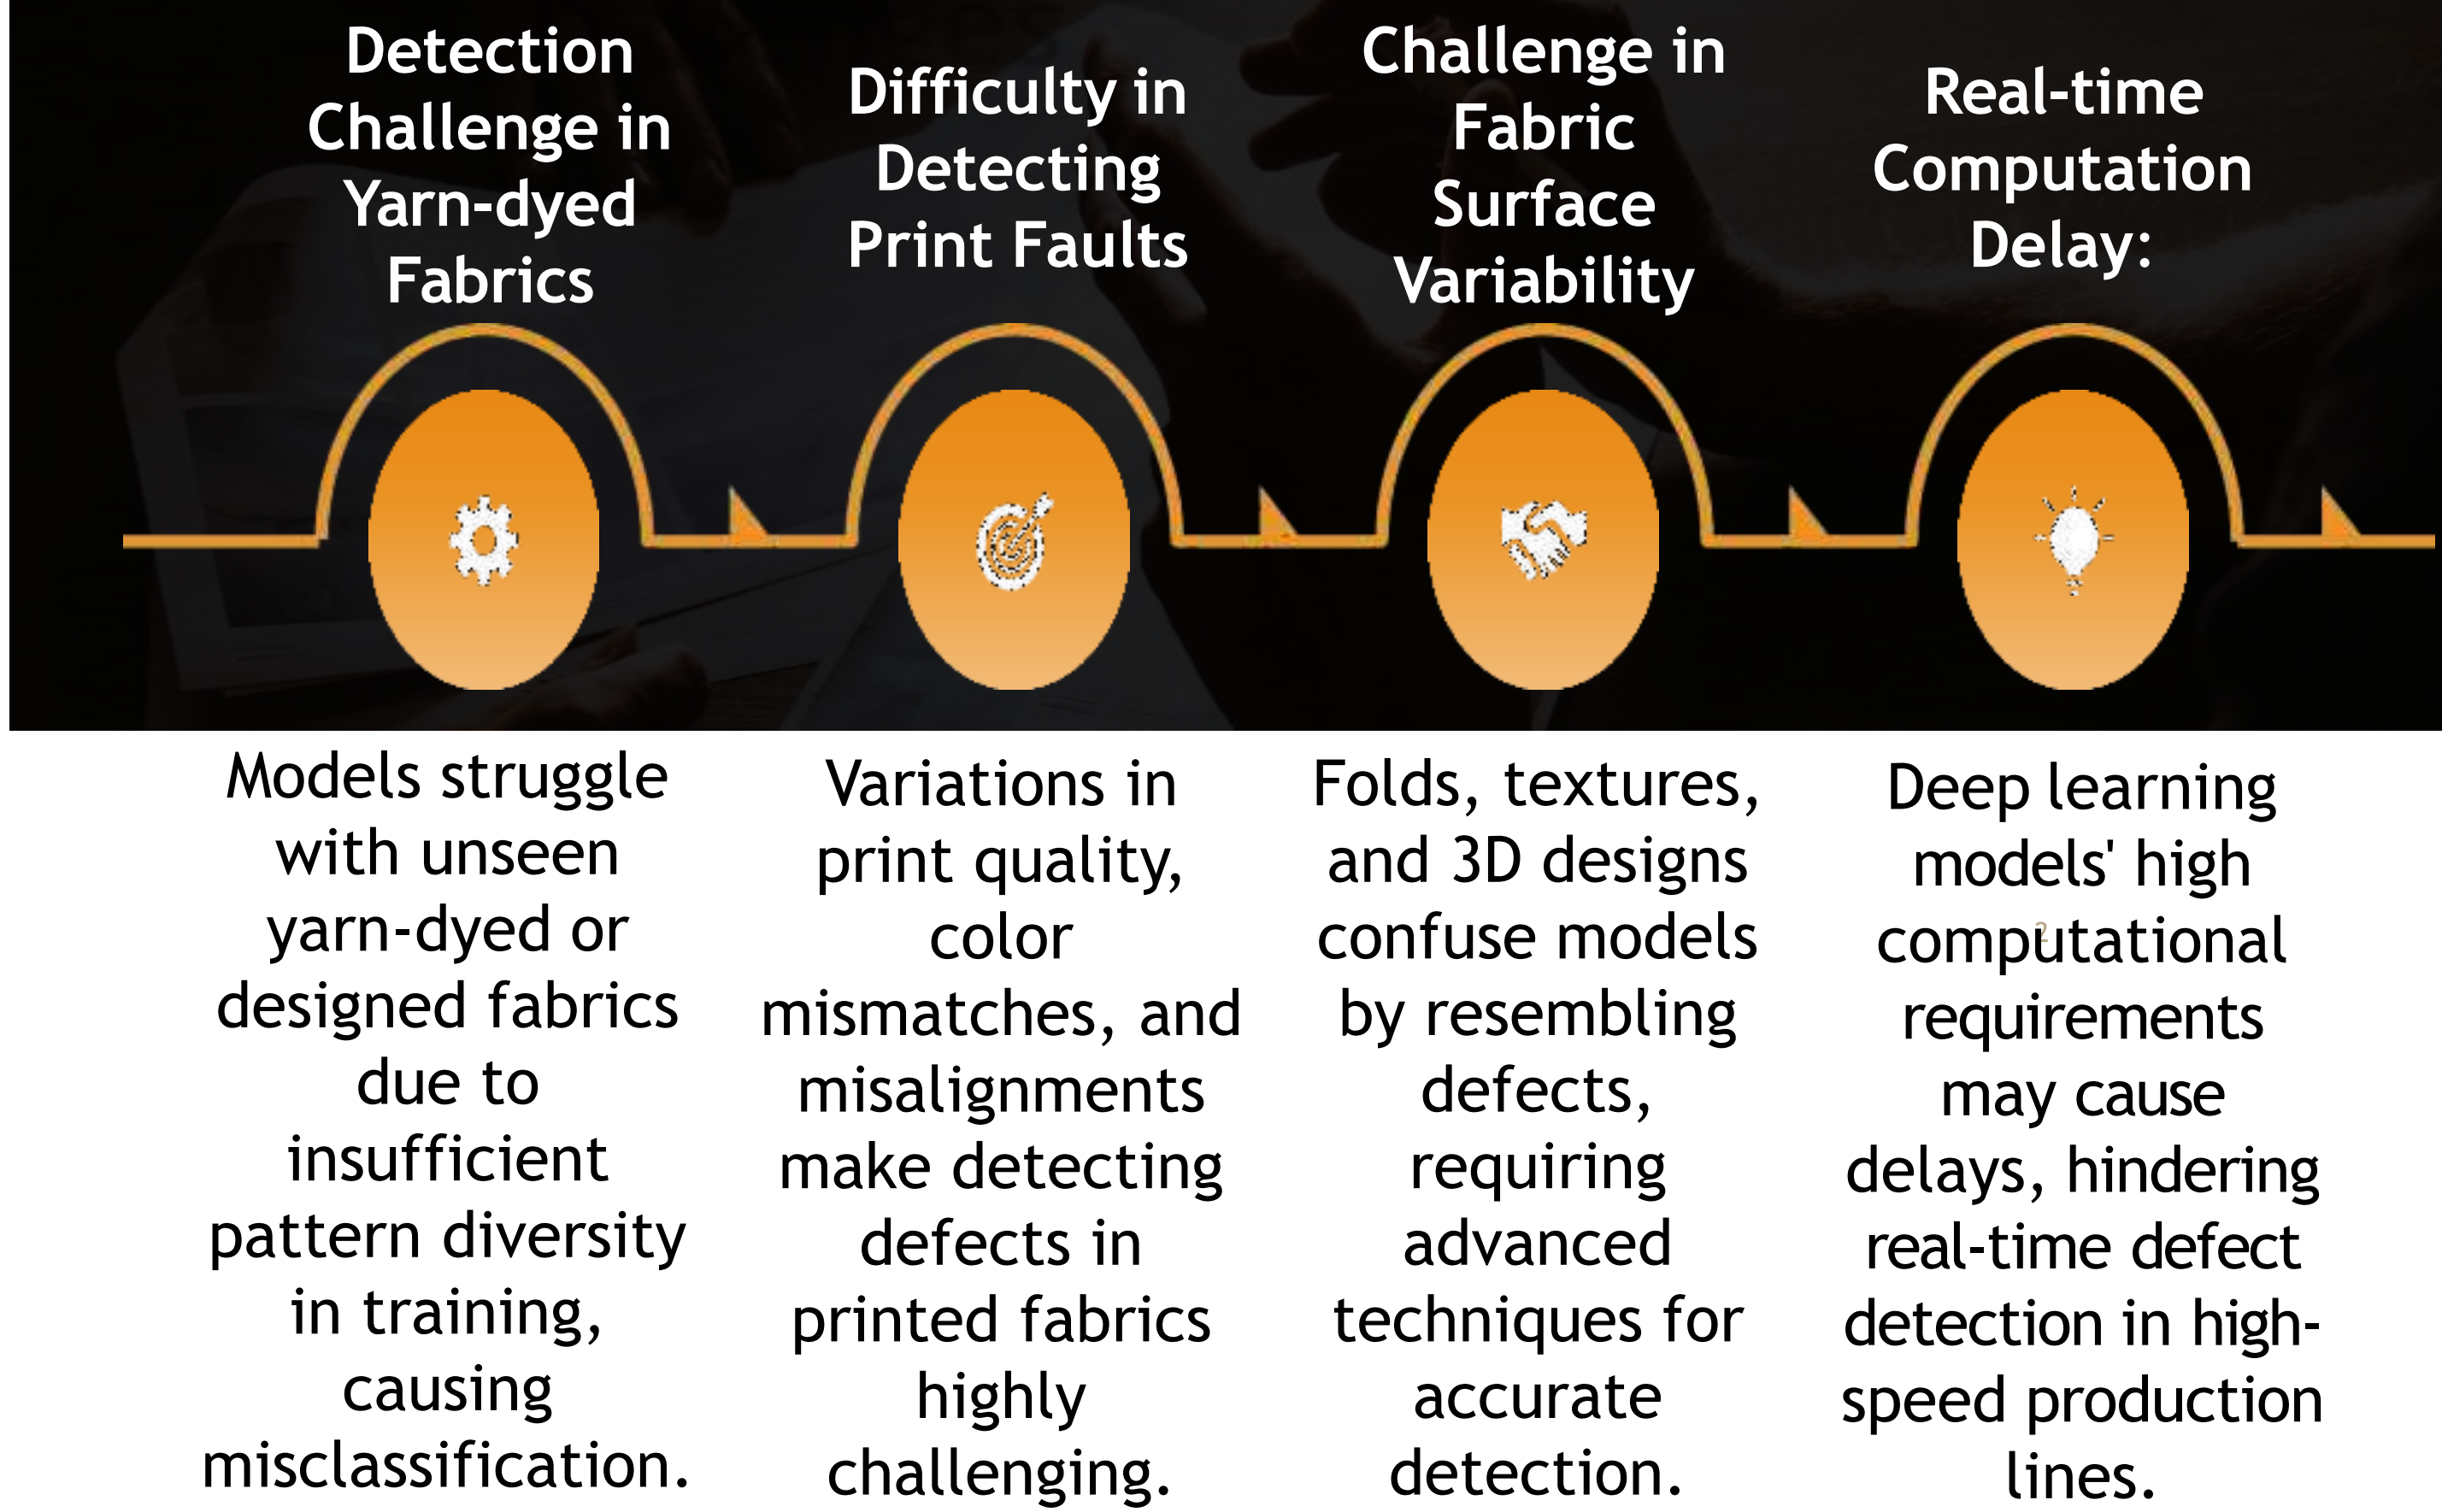 Detection
Challenge in
Yarn-dyed
Fabrics
Difficulty in
Detecting
Print Faults
Challenge in
Fabric
Surface
Variability
Real-time
Computation
Delay:
Models struggle
with unseen
yarn-dyed or
designed fabrics
due to
insufficient
pattern diversity
in training,
causing
misclassification.
Variations in
print quality,
color
mismatches, and
misalignments
make detecting
defects in
printed fabrics
highly
challenging.
Folds, textures,
and 3D designs
confuse models
by resembling
defects,
requiring
advanced
techniques for
accurate
detection.
Deep learning
models' high
computational
requirements
may cause
delays, hindering
real-time defect
detection in high-
speed production
lines.
2